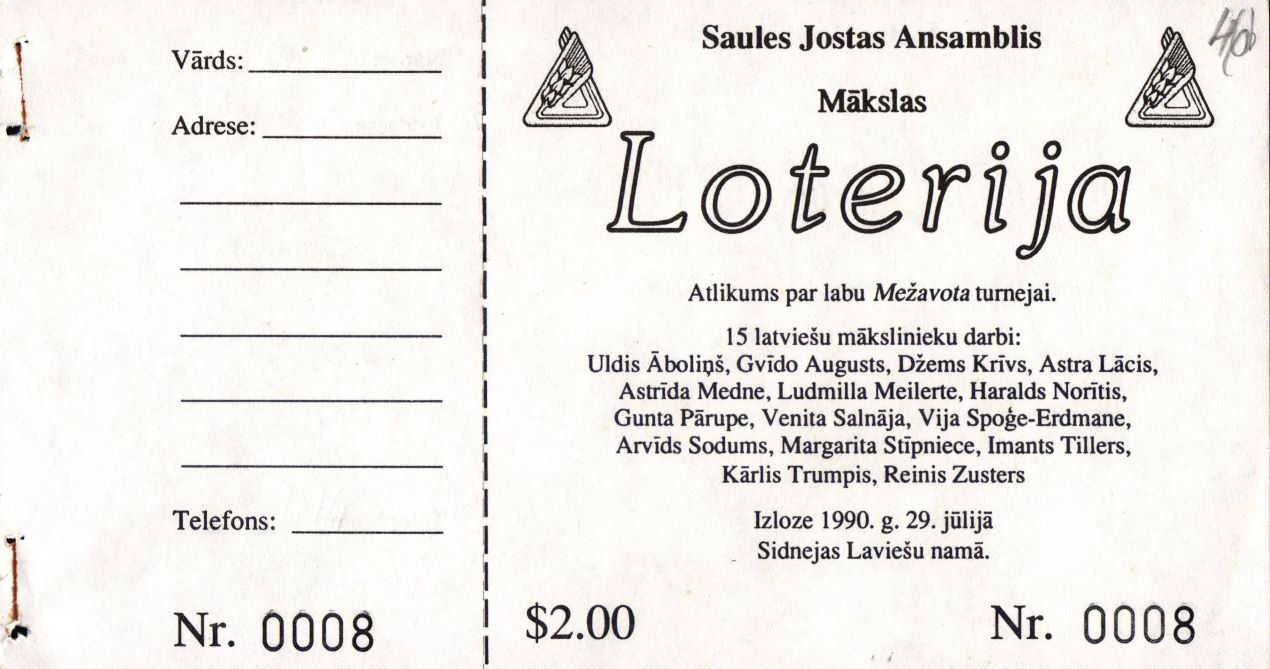 Vārds:
Adrese:
Telefons:
Nr. 0008
Saules Jostas Ansamblis
Mākslas
Loterija
Atlikums par labu Mežavota turnejai.
15 latviešu mākslinieku darbi:
Uldis Āboliņš, Gvīdo Augusts, Džems Krīvs, Astra Lācis,
Astrīda Medne, Ludmilla Meilerte, Haralds Norītis,
Gunta Pārupe, Venita Salnāja, Vija Spoģe-Erdmane,
Arvīds Sodums, Margarita Stīpniece, Imants Tillers,
Kārlis Trumpis, Reinis Zusters
Izloze 1990. g. 29. jūlijā
Sidnejas Laviešu namā.
$2.00
Nr. 0008